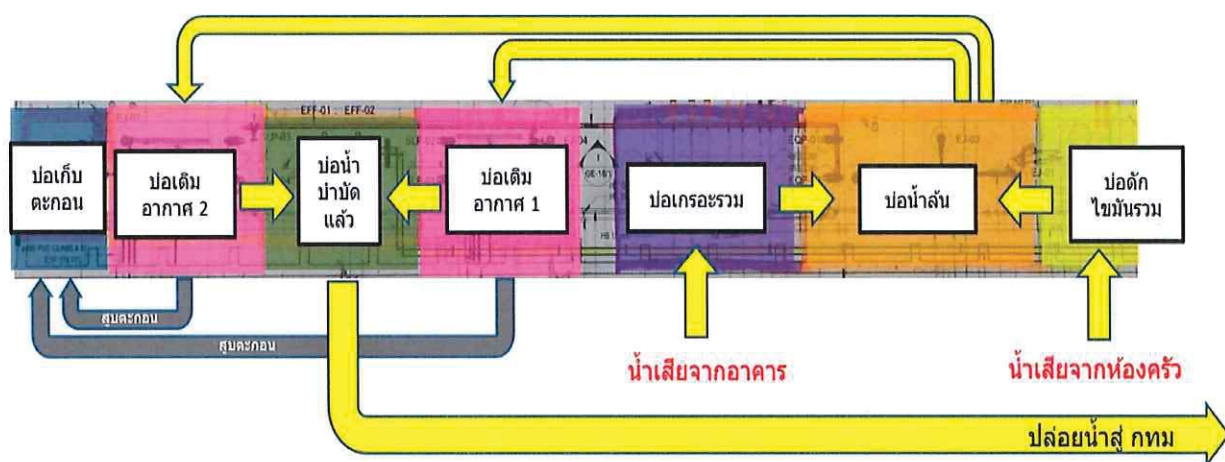 EFF-01 : EFF-02
บ่อเก็บ
ตะกอน
บ่อเติม
อากาศ 2
บ่อน้ำ
บำบัด
แล้ว
บ่อเติม
อากาศ 1
บ่อเกรอะรวม
บ่อน้ำล้น
บ่อดัก
ไขมันรวม
สูบตะกอน
สูบตะกอน
น้ำเสียจากอาคาร
น้ำเสียจากห้องครัว
ปล่อยน้ำสู่ กทม